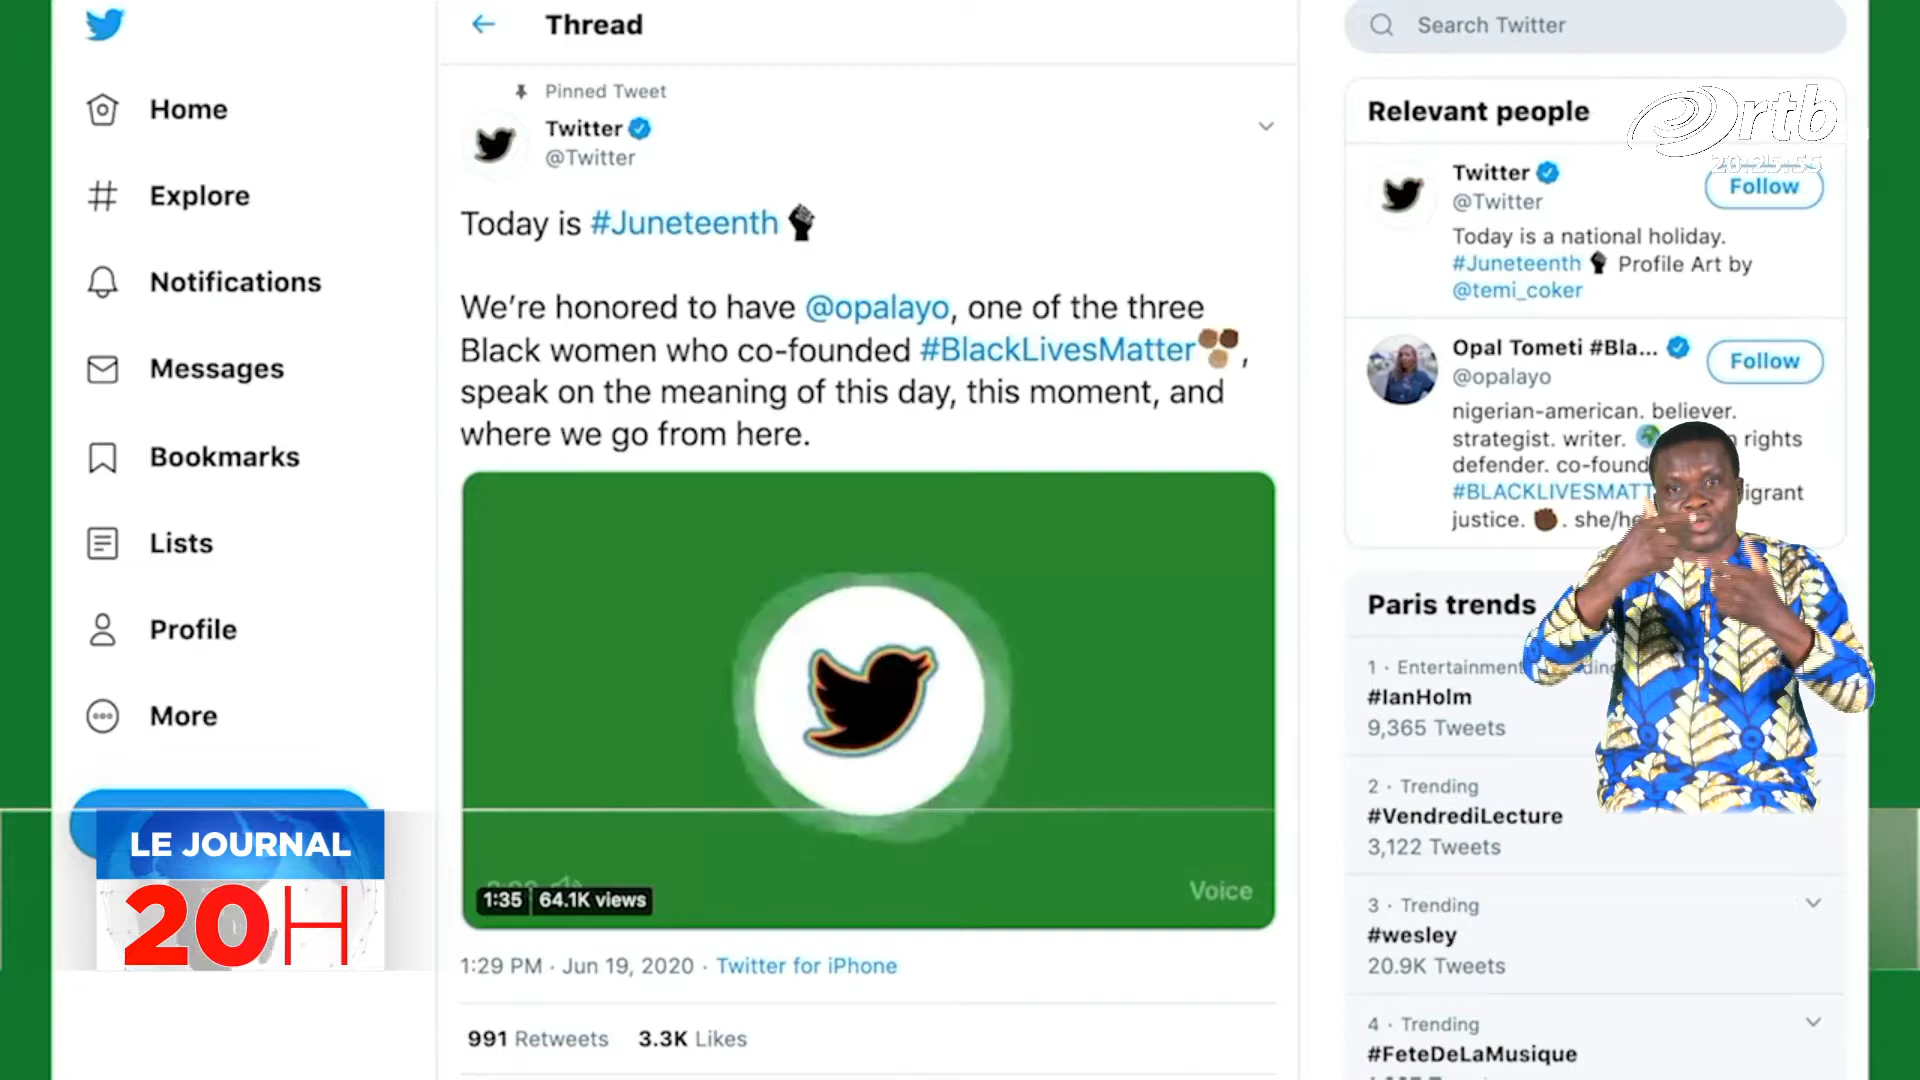 Home
Explore
Notifications
Messages
Bookmarks
Lists
Profile
More
LE JOURNAL
20H
Thread
Pinned Tweet
Twitter
@Twitter
Today is #Juneteenth
We’re honored to have @opalayo, one of the three
Black women who co-founded #BlackLivesMatter,
speak on the meaning of this day, this moment, and
where we go from here.
1:35 64.1K views
Voice
1:29 PM · Jun 19, 2020 · Twitter for iPhone
991 Retweets 3.3K Likes
Search Twitter
rtb
20:25:55
Relevant people
Twitter
@Twitter
Follow
Today is a national holiday.
#Juneteenth Profile Art by
@temi_coker
Opal Tometi #Bla...
@opalayo
Follow
nigerian-american. believer.
strategist. writer. rights
defender.
justice.
Paris trends
1 · Entertainment
#IanHolm
9,365 Tweets
2 · Trending
#VendrediLecture
3,122 Tweets
3 · Trending
#wesley
20.9K Tweets
4 · Trending
#FeteDeLaMusique